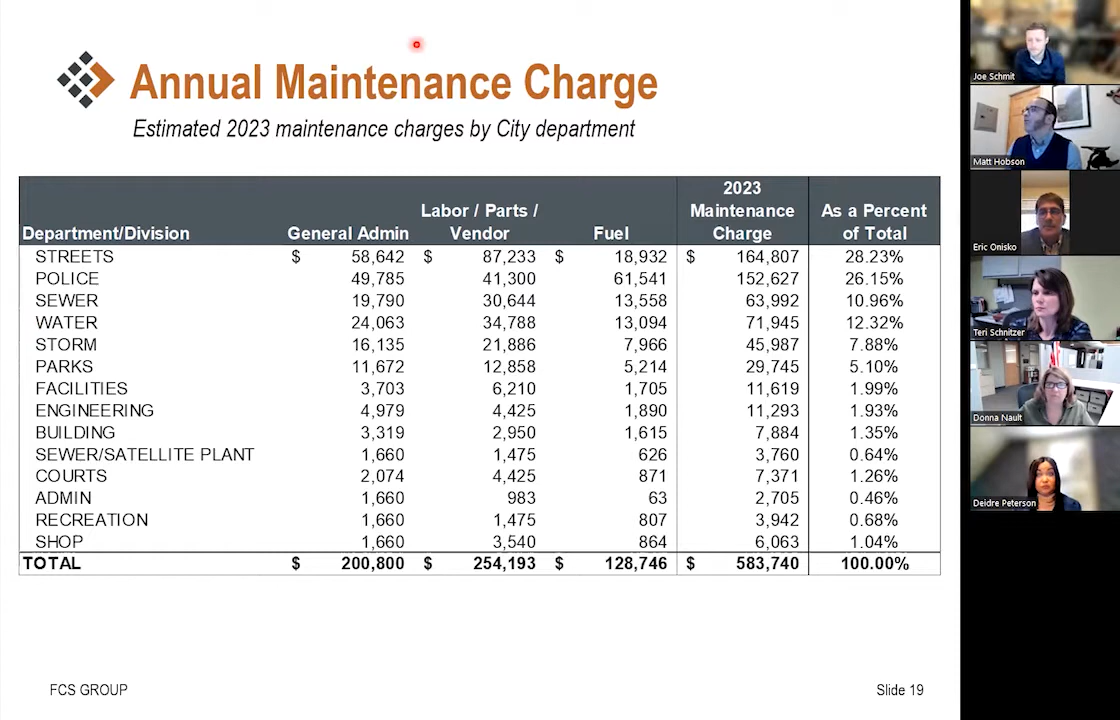 Annual Maintenance Charge
Estimated 2023 maintenance charges by City department
Department/Division General Admin Labor / Parts / Vendor Fuel 2023 Maintenance Charge As a Percent of Total
STREETS $ 58,642 $ 87,233 $ 18,932 $ 164,807 28.23%
POLICE 49,785 41,300 61,541 152,627 26.15%
SEWER 19,790 30,644 13,558 63,992 10.96%
WATER 24,063 34,788 13,094 71,945 12.32%
STORM 16,135 21,886 7,966 45,987 7.88%
PARKS 11,672 12,858 5,214 29,745 5.10%
FACILITIES 3,703 6,210 1,705 11,619 1.99%
ENGINEERING 4,979 4,425 1,890 11,293 1.93%
BUILDING 3,319 2,950 1,615 7,884 1.35%
SEWER/SATELLITE PLANT 1,660 1,475 626 3,760 0.64%
COURTS 2,074 4,425 871 7,371 1.26%
ADMIN 1,660 983 63 2,705 0.46%
RECREATION 1,660 1,475 807 3,942 0.68%
SHOP 1,660 3,540 864 6,063 1.04%
TOTAL $ 200,800 $ 254,193 $ 128,746 $ 583,740 100.00%
FCS GROUP
Slide 19
Joe Schmit
Matt Hobson
Eric Onisko
Teri Schnitzer
Donna Nault
Deidre Peterson